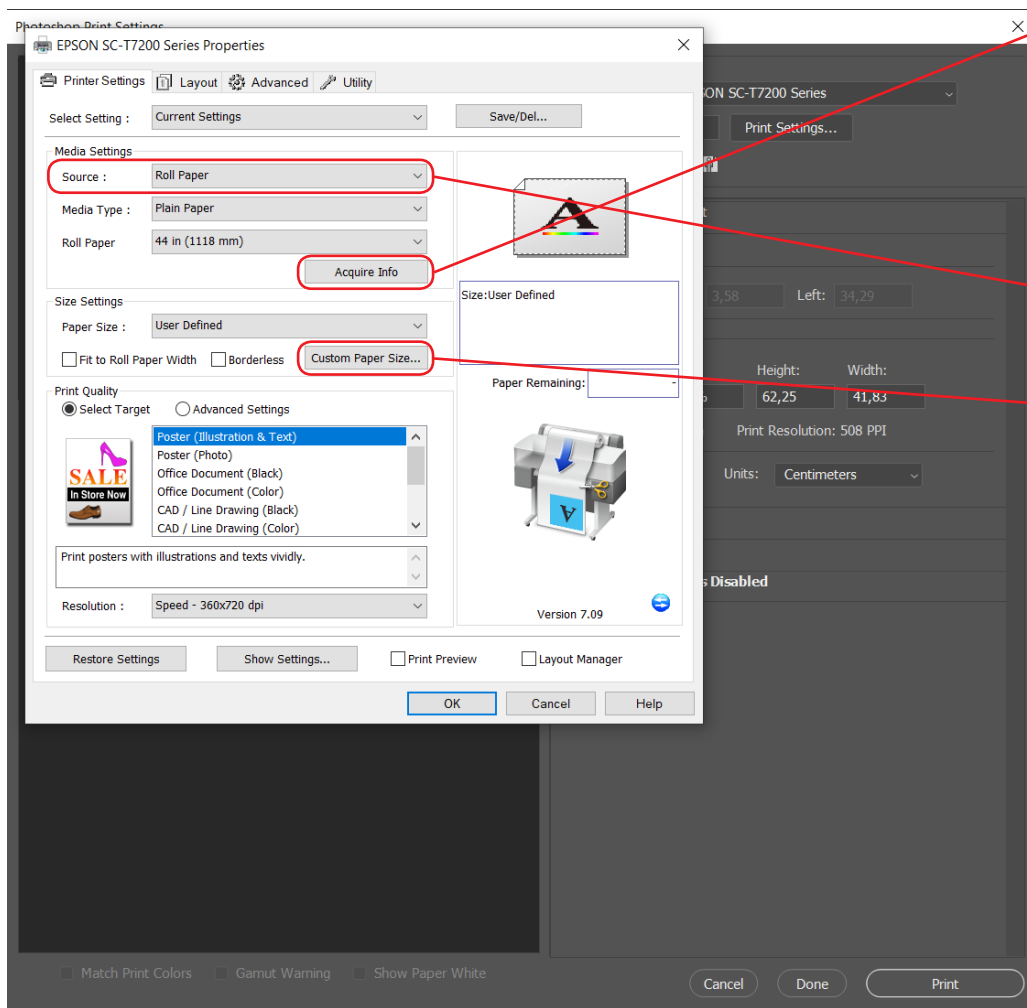 Photoshop Print Settings
EPSON SC-T7200 Series Properties
Printer Settings Layout Advanced Utility
Select Setting : Current Settings Save/Del...
Media Settings
Source : Roll Paper
Media Type : Plain Paper
Roll Paper 44 in (1118 mm)
Acquire Info
Size Settings
Paper Size : User Defined
Fit to Roll Paper Width Borderless Custom Paper Size...
Print Quality
Select Target Advanced Settings
SALE
In Store Now
Poster (Illustration & Text)
Poster (Photo)
Office Document (Black)
Office Document (Color)
CAD / Line Drawing (Black)
CAD / Line Drawing (Color)
Print posters with illustrations and texts vividly.
Resolution : Speed - 360x720 dpi
A
Size:User Defined
Paper Remaining: -
A
Version 7.09
Restore Settings Show Settings... Print Preview Layout Manager
OK Cancel Help
SON SC-T7200 Series
Print Settings...
3,58 Left: 34,29
Height: Width:
62,25 41,83
Print Resolution: 508 PPI
Units: Centimeters
s Disabled
Match Print Colors Gamut Warning Show Paper White
Cancel Done Print